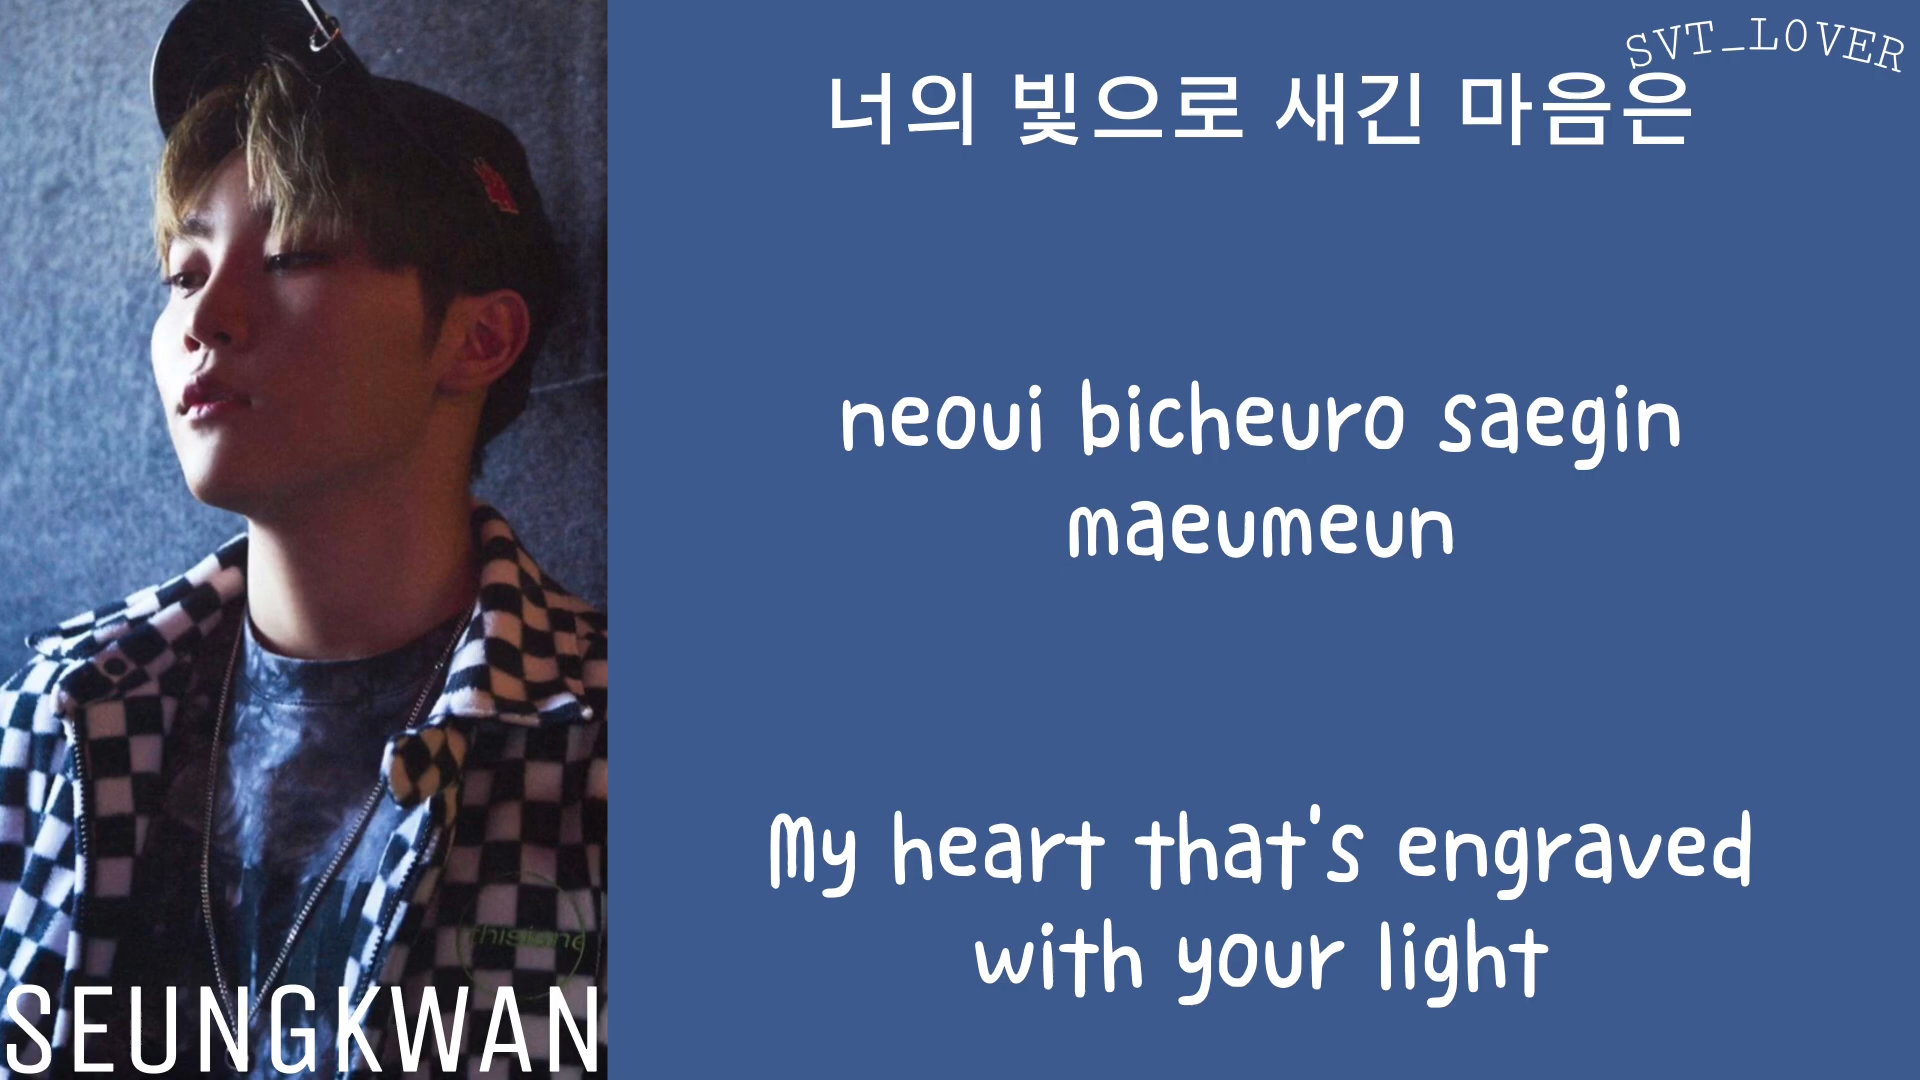 SVT_LOVER
너의 빛으로 새긴 마음은
neoui bicheuro saegin
maeumeun
My heart that's engraved
with your light
thisisne
SEUNGKWAN